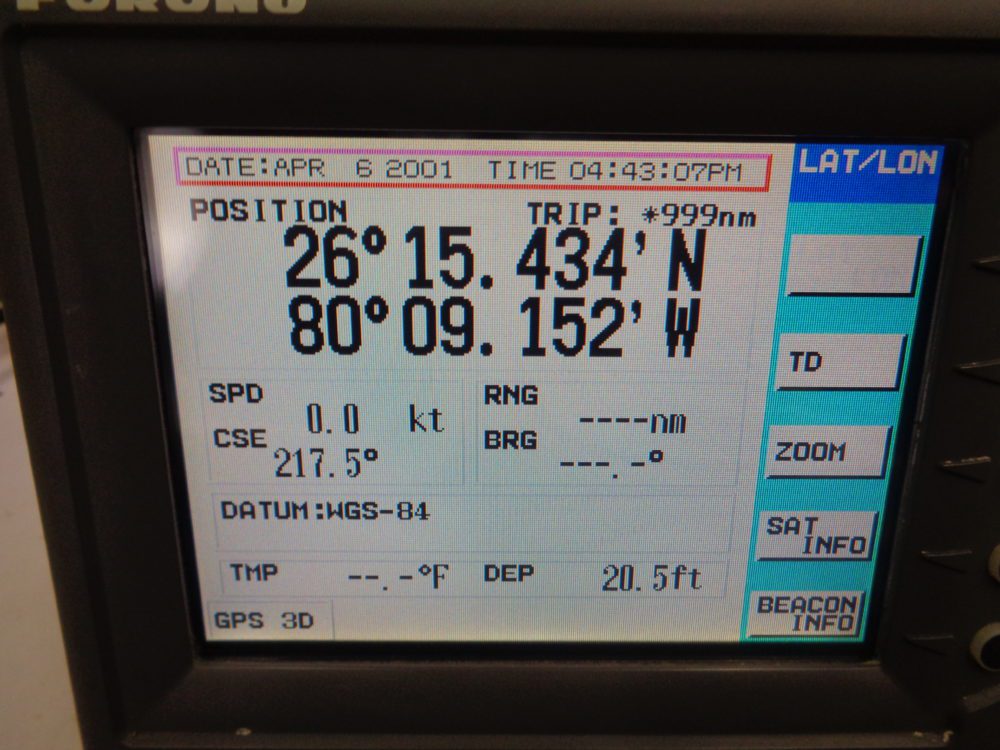 FURUNO
DATE:APR 6 2001 TIME 04:43:07PM
LAT/LON
POSITION TRIP: *999nm
26° 15. 434' N
80° 09. 152' W
TD
SPD 0.0 kt
RNG ----nm
CSE 217.5°
BRG ---.-°
ZOOM
DATUM:WGS-84
SAT INFO
TMP --.-°F DEP 20.5ft
GPS 3D
BEACON INFO